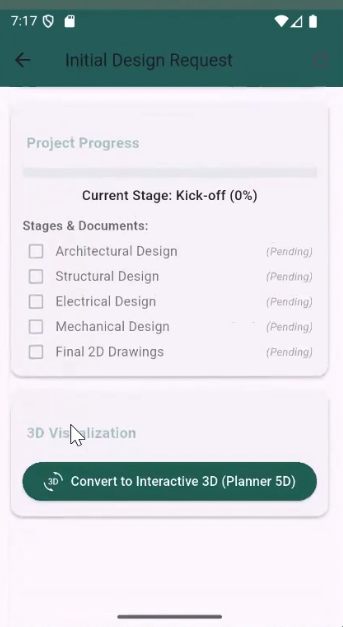 7:17
Initial Design Request
Project Progress
Current Stage: Kick-off (0%)
Stages & Documents:
Architectural Design (Pending)
Structural Design (Pending)
Electrical Design (Pending)
Mechanical Design (Pending)
Final 2D Drawings (Pending)
3D Visualization
3D Convert to Interactive 3D (Planner 5D)